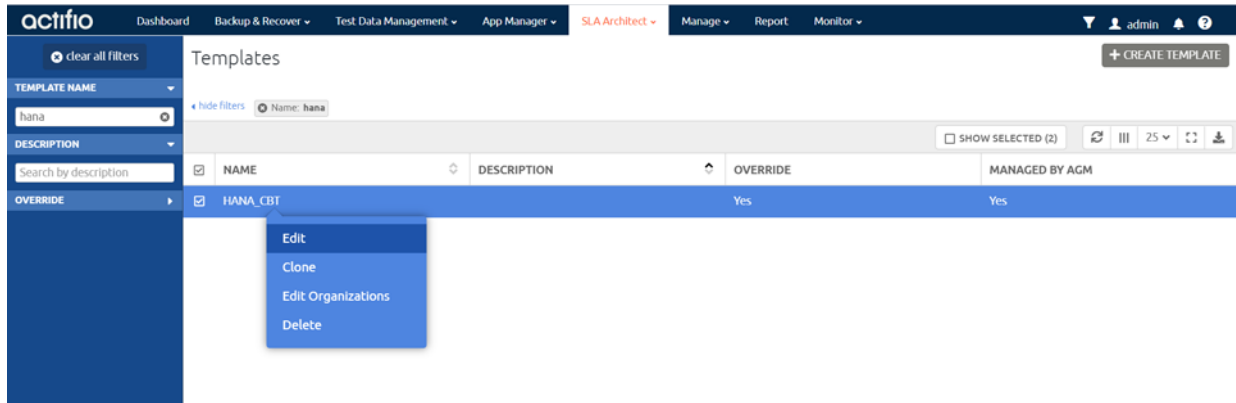 actifio Dashboard Backup & Recover Test Data Management App Manager SLA Architect Manage Report Monitor admin
clear all filters
Templates
+ CREATE TEMPLATE
TEMPLATE NAME
hide filters Name: hana
hana
SHOW SELECTED (2) 25
DESCRIPTION
Search by description
NAME DESCRIPTION OVERRIDE MANAGED BY AGM
OVERRIDE
HANA_CBT Yes Yes
Edit
Clone
Edit Organizations
Delete